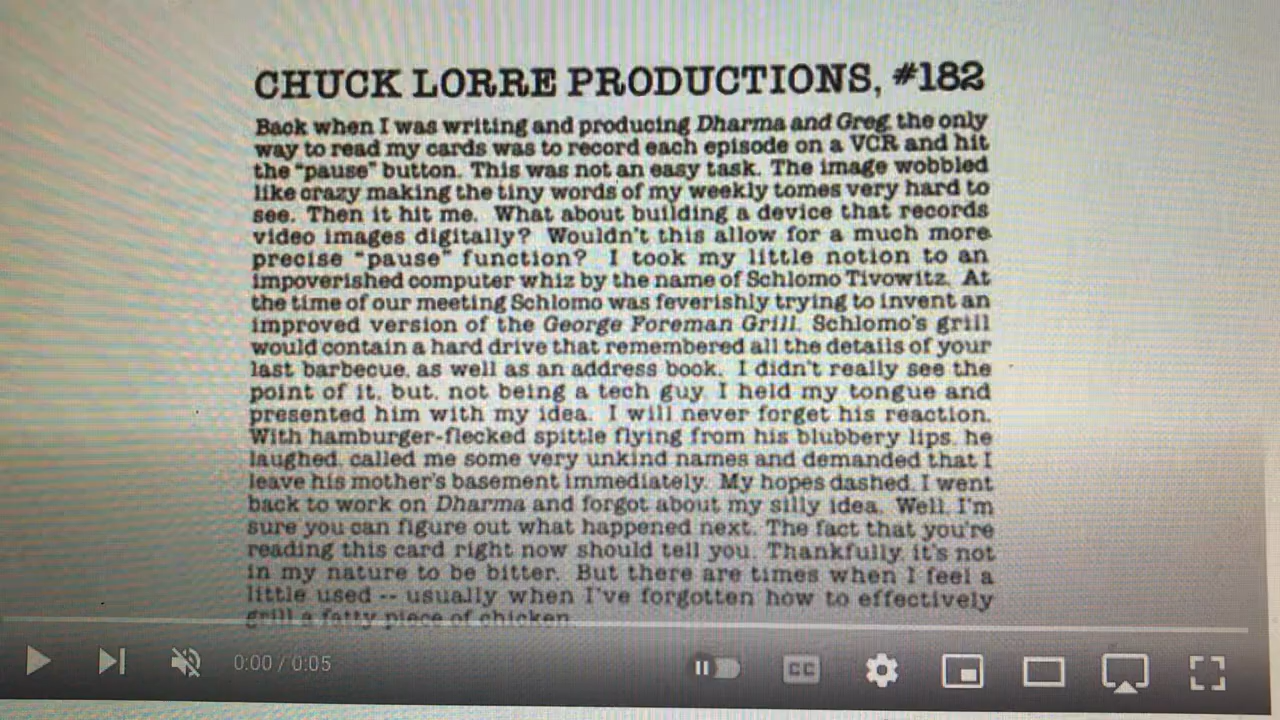 CHUCK LORRE PRODUCTIONS, #182
Back when I was writing and producing Dharma and Greg, the only
way to read my cards was to record each episode on a VCR and hit
the "pause" button. This was not an easy task. The image wobbled
like crazy making the tiny words of my weekly tomes very hard to
see. Then it hit me. What about building a device that records
video images digitally? Wouldn't this allow for a much more
precise "pause" function? I took my little notion to an
impoverished computer whiz by the name of Schlomo Tivowitz. At
the time of our meeting Schlomo was feverishly trying to invent an
improved version of the George Foreman Grill. Schlomo's grill
would contain a hard drive that remembered all the details of your
last barbecue, as well as an address book. I didn't really see the
point of it, but, not being a tech guy, I held my tongue and
presented him with my idea. I will never forget his reaction.
With hamburger-flecked spittle flying from his blubbery lips, he
laughed, called me some very unkind names and demanded that I
leave his mother's basement immediately. My hopes dashed, I went
back to work on Dharma and forgot about my silly idea. Well, I'm
sure you can figure out what happened next. The fact that you're
reading this card right now should tell you. Thankfully, it's not
in my nature to be bitter. But there are times when I feel a
little used -- usually when I've forgotten how to effectively
grill a fatty piece of chicken.
0:00 / 0:05
CC